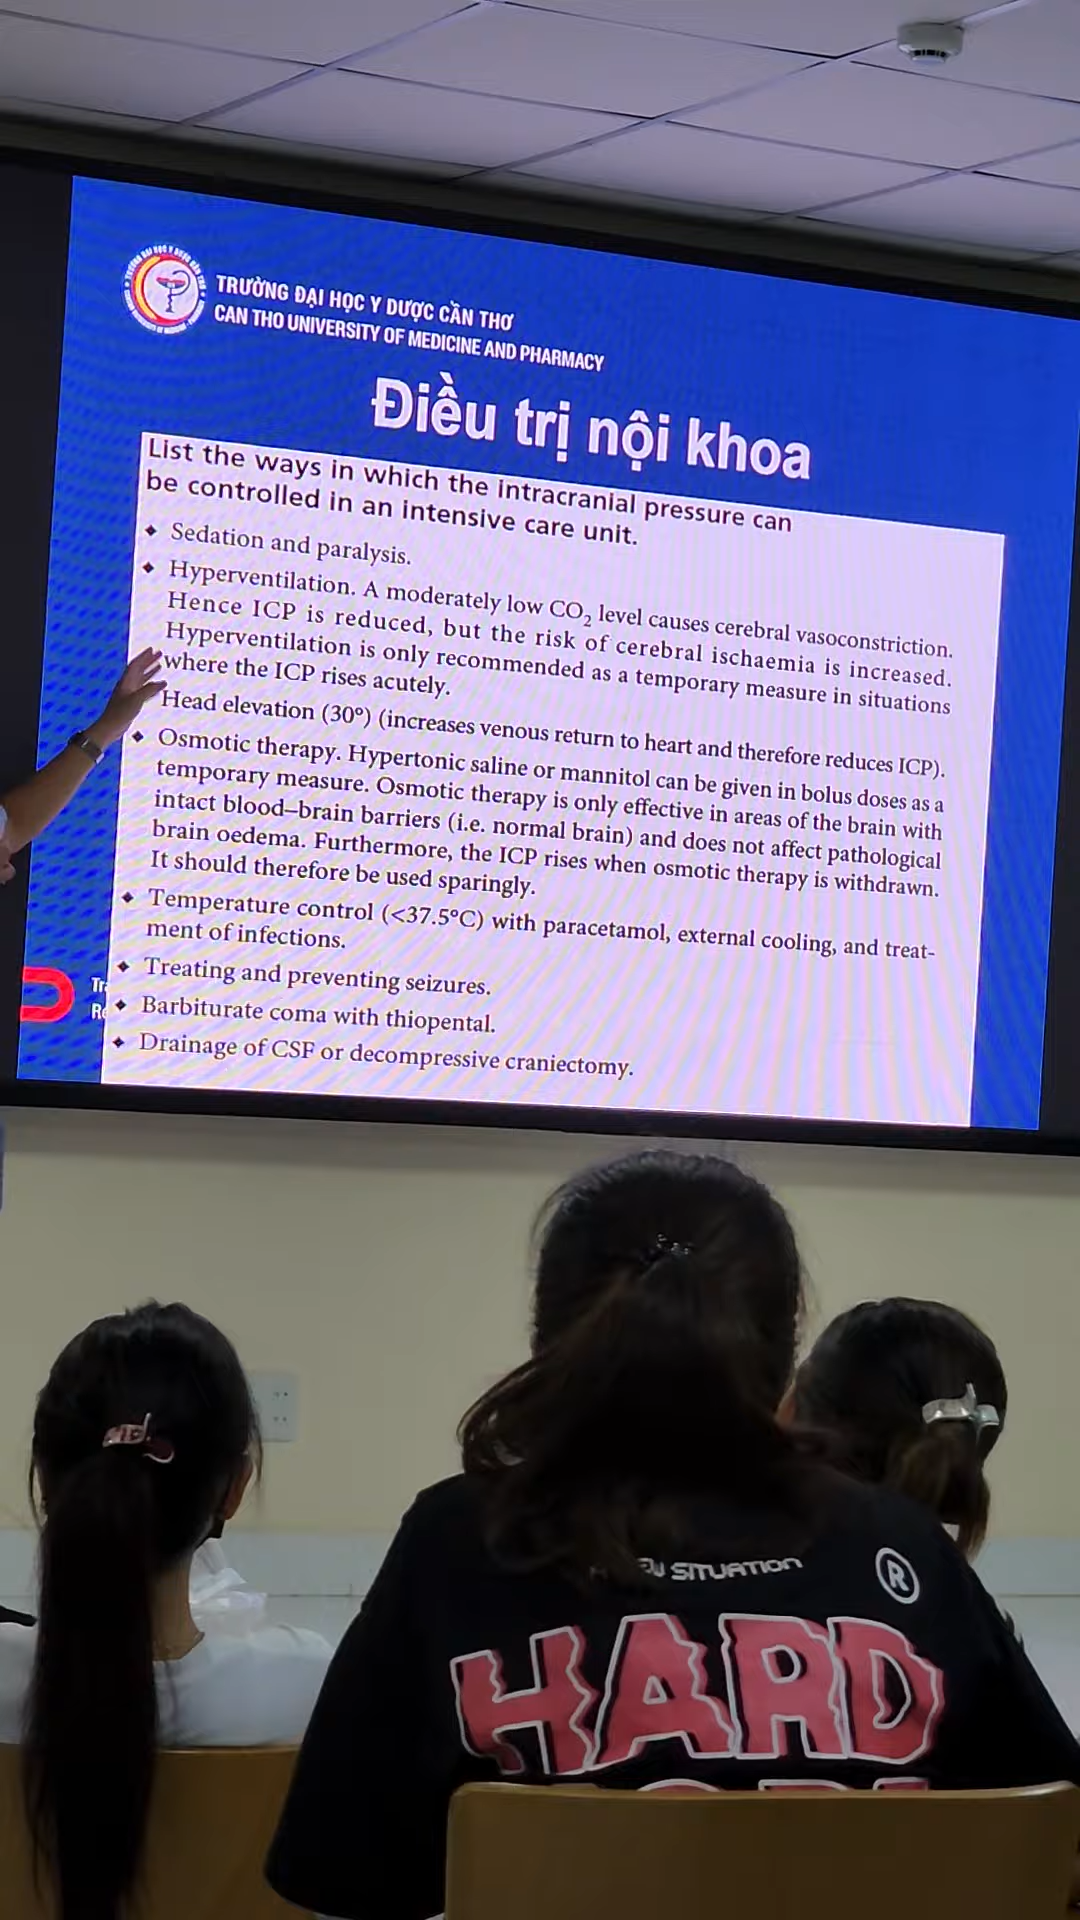 TRƯỜNG ĐẠI HỌC Y DƯỢC CẦN THƠ
CAN THO UNIVERSITY OF MEDICINE AND PHARMACY
Điều trị nội khoa
List the ways in which the intracranial pressure can
be controlled in an intensive care unit.
Sedation and paralysis.
Hyperventilation. A moderately low CO₂ level causes cerebral vasoconstriction.
Hence ICP is reduced, but the risk of cerebral ischaemia is increased.
Hyperventilation is only recommended as a temporary measure in situations
where the ICP rises acutely.
Head elevation (30°) (increases venous return to heart and therefore reduces ICP).
Osmotic therapy. Hypertonic saline or mannitol can be given in bolus doses as a
temporary measure. Osmotic therapy is only effective in areas of the brain with
intact blood–brain barriers (i.e. normal brain) and does not affect pathological
brain oedema. Furthermore, the ICP rises when osmotic therapy is withdrawn.
It should therefore be used sparingly.
Temperature control (<37.5°C) with paracetamol, external cooling, and treat-
ment of infections.
Treating and preventing seizures.
Barbiturate coma with thiopental.
Drainage of CSF or decompressive craniectomy.
SITUATION ®
HARD